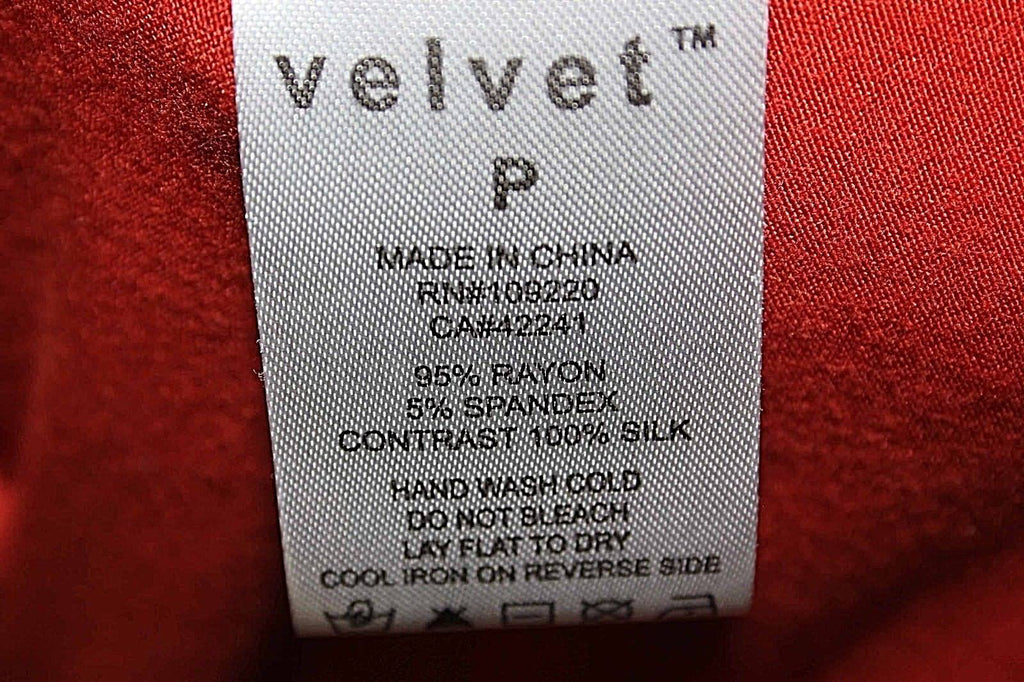 velvet™
P
MADE IN CHINA
RN#109220
CA#42241
95% RAYON
5% SPANDEX
CONTRAST 100% SILK
HAND WASH COLD
DO NOT BLEACH
LAY FLAT TO DRY
COOL IRON ON REVERSE SIDE